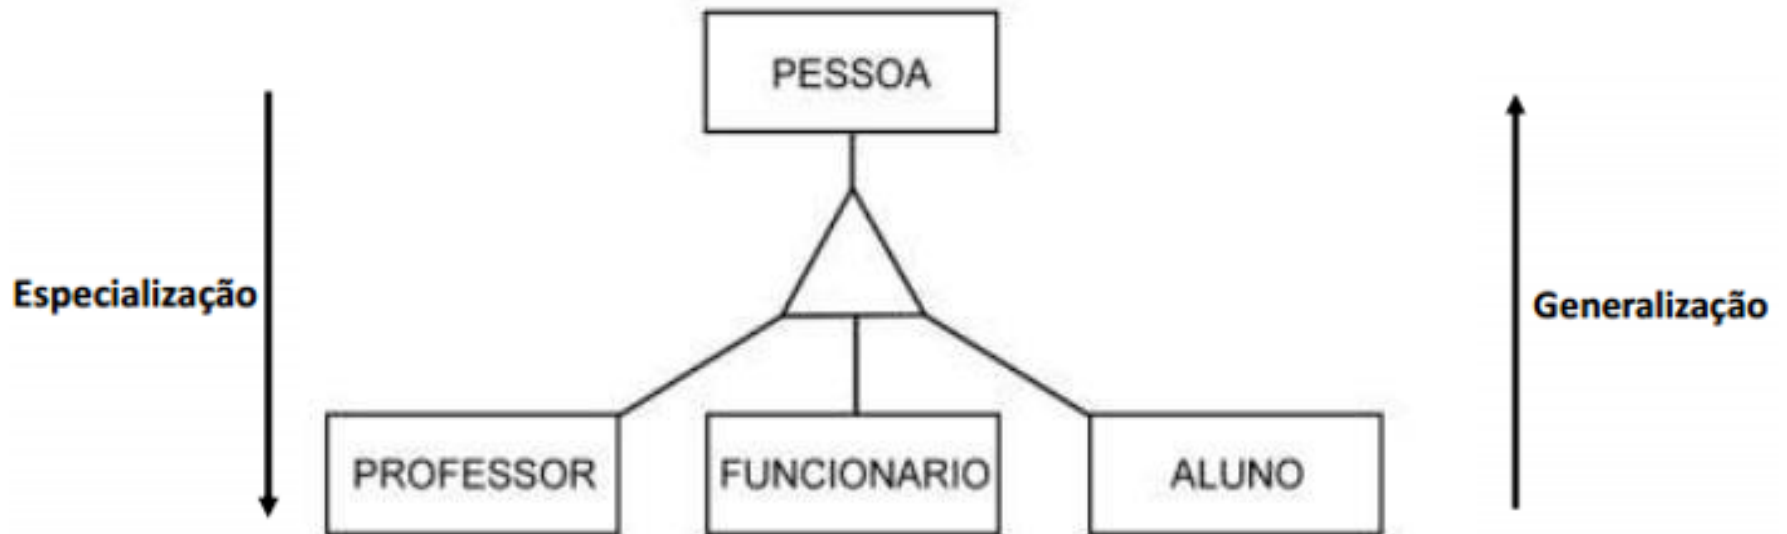 PESSOA
Especialização
Generalização
PROFESSOR
FUNCIONARIO
ALUNO